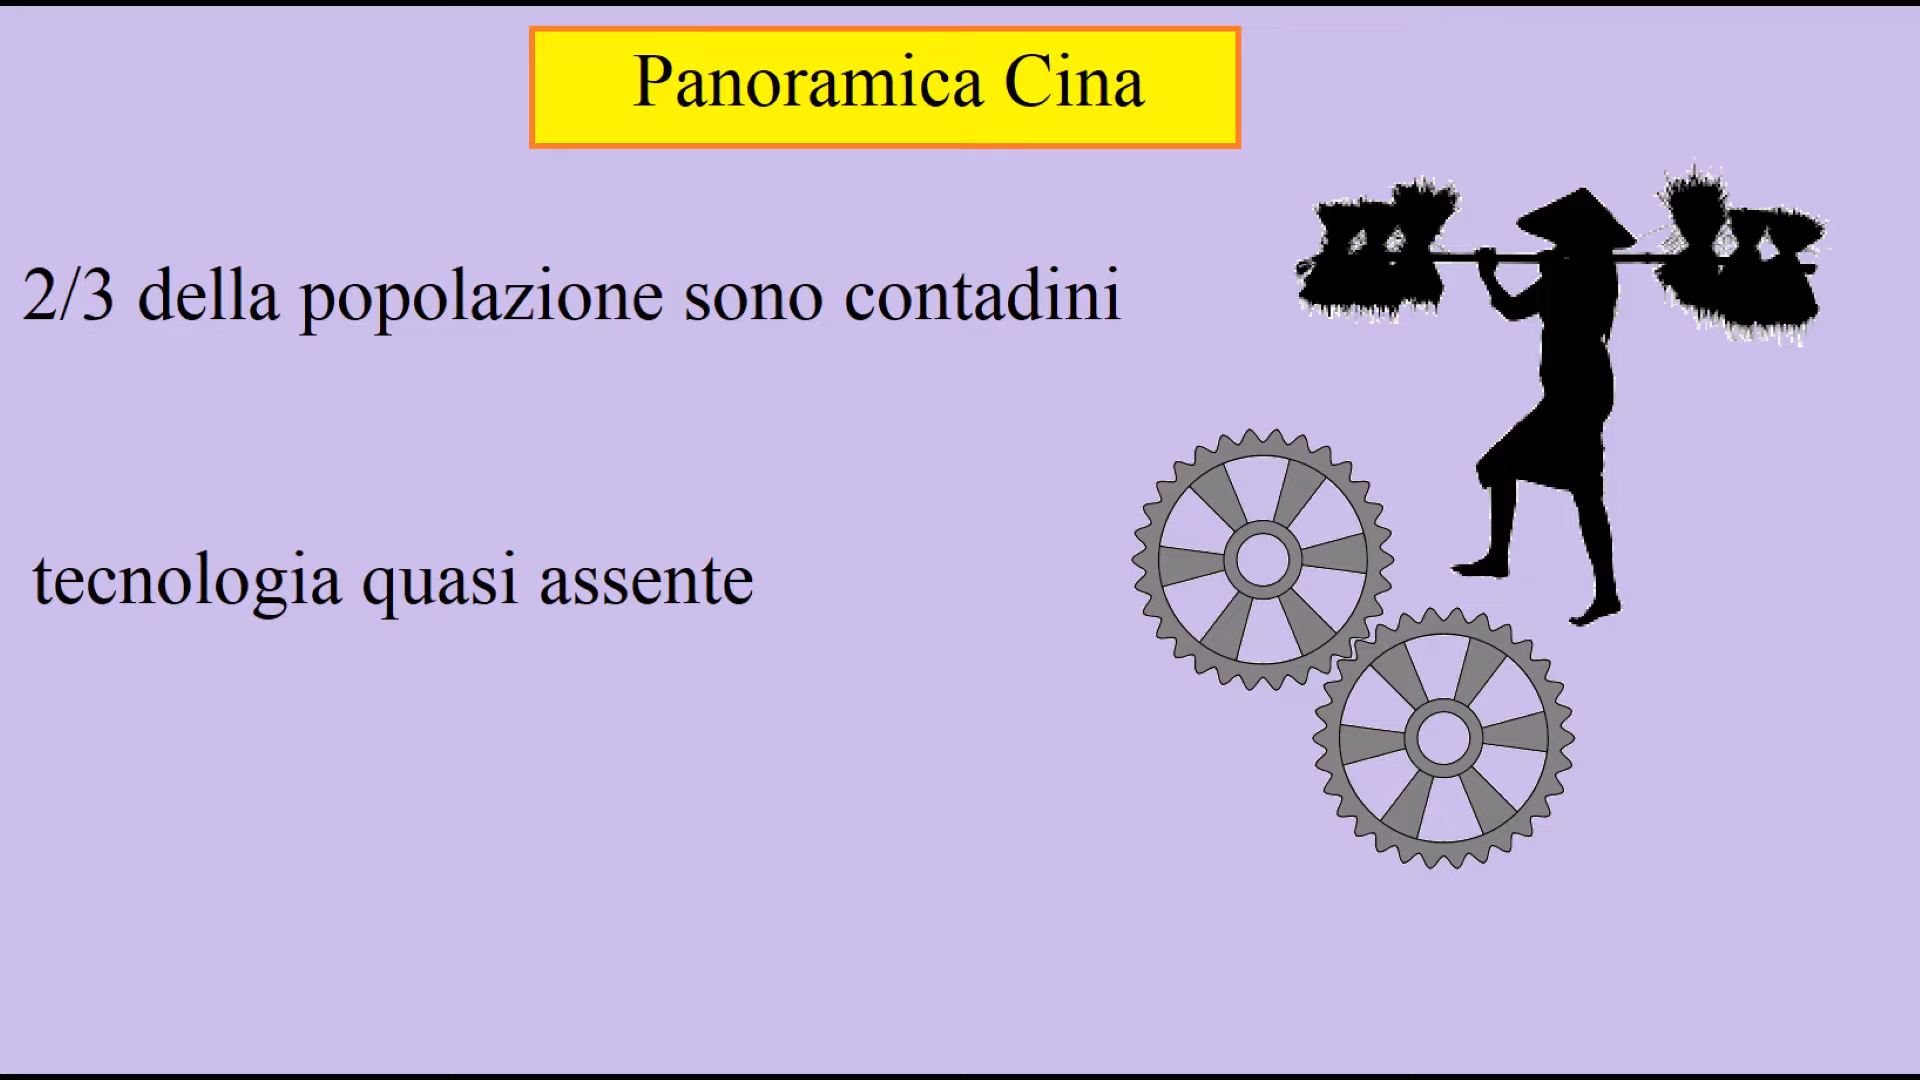 Panoramica Cina
2/3 della popolazione sono contadini
tecnologia quasi assente